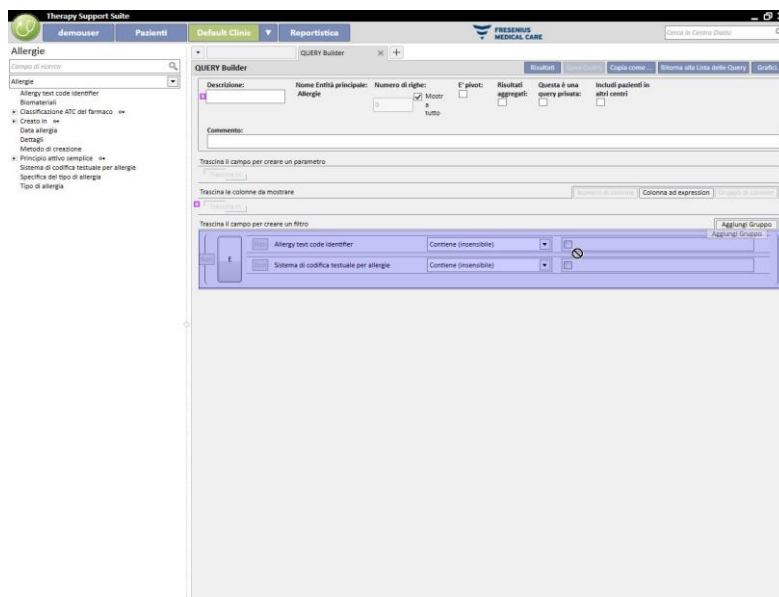 Therapy Support Suite
demouser Pazienti Default Clinic Reportistica
FRESENIUS
MEDICAL CARE
Cerca in Centro Dialisi
Allergie
Campo di ricerca
Allergie
Allergy text code identifier
Biomateriali
Classificazione ATC del farmaco
Creato in
Data allergia
Dettagli
Metodo di creazione
Principio attivo semplice
Sistema di codifica testuale per allergie
Specifica del tipo di allergia
Tipo di allergia
QUERY Builder
QUERY Builder
Risultati Copia come ... Ritorna alla Lista delle Query Grafici
Descrizione: Nome Entità principale: Numero di righe: E' pivot: Risultati aggregati: Questa è una query privata: Includi pazienti in altri centri
Allergie
0
Mostra tutto
Commento:
Trascina il campo per creare un parametro
Trascina le colonne da mostrare
Colonna ad expression
Trascina il campo per creare un filtro
Aggiungi Gruppo
Aggiungi Gruppo
E
Allergy text code identifier Contiene (insensibile)
Sistema di codifica testuale per allergie Contiene (insensibile)